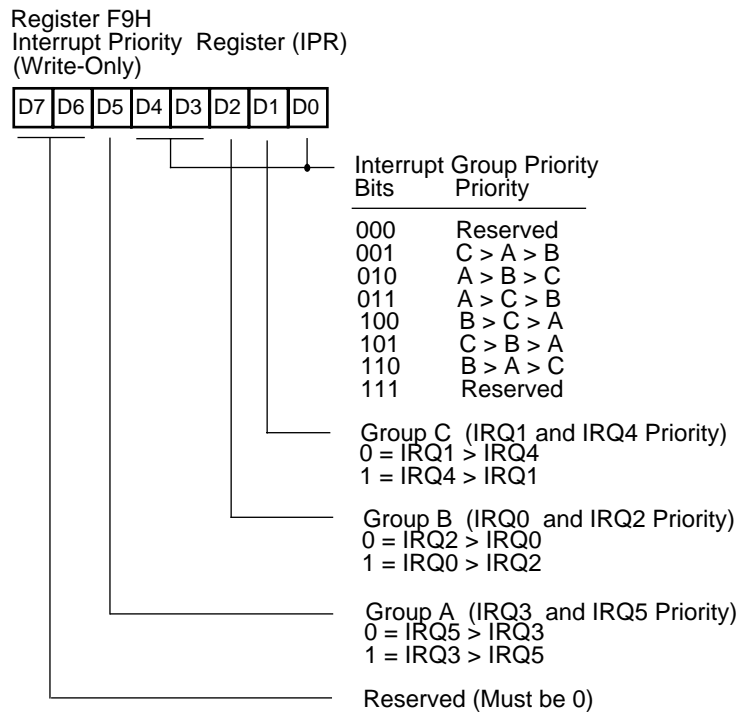 Register F9H
Interrupt Priority Register (IPR)
(Write-Only)
D7 D6 D5 D4 D3 D2 D1 D0
Interrupt Group Priority
Bits Priority
000 Reserved
001 C > A > B
010 A > B > C
011 A > C > B
100 B > C > A
101 C > B > A
110 B > A > C
111 Reserved
Group C (IRQ1 and IRQ4 Priority)
0 = IRQ1 > IRQ4
1 = IRQ4 > IRQ1
Group B (IRQ0 and IRQ2 Priority)
0 = IRQ2 > IRQ0
1 = IRQ0 > IRQ2
Group A (IRQ3 and IRQ5 Priority)
0 = IRQ5 > IRQ3
1 = IRQ3 > IRQ5
Reserved (Must be 0)